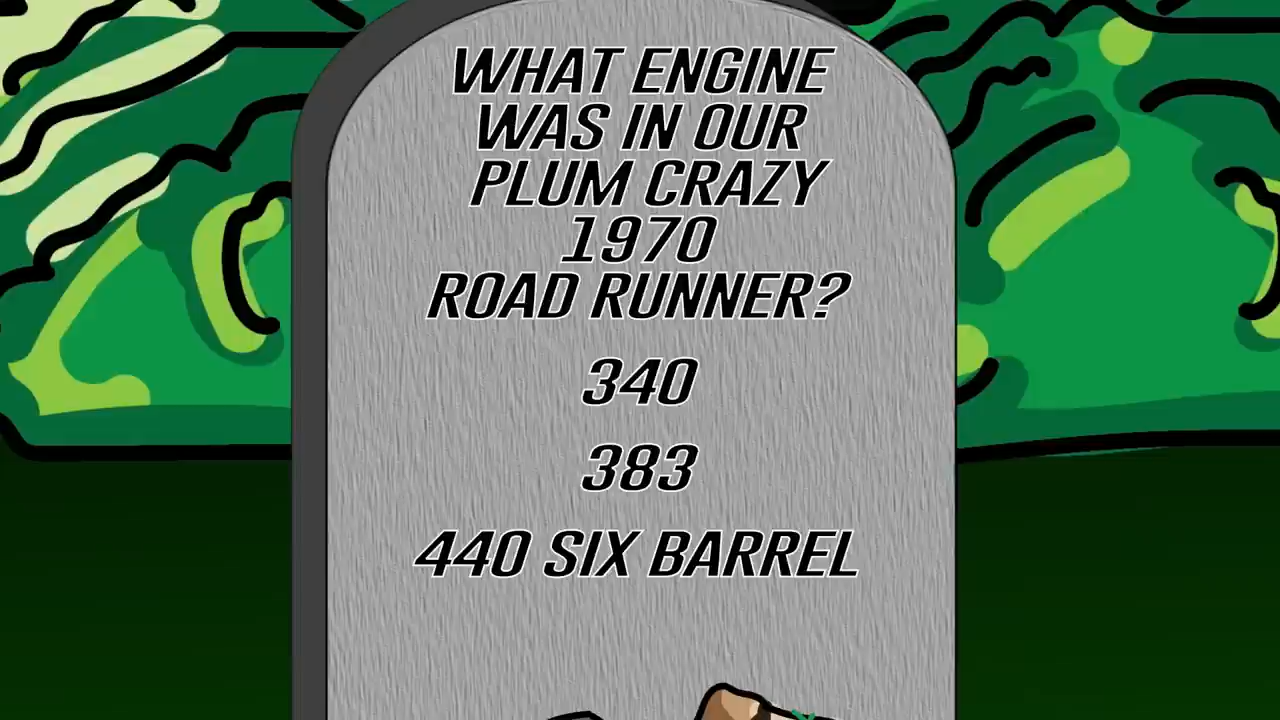 WHAT ENGINE
WAS IN OUR
PLUM CRAZY
1970
ROAD RUNNER?
340
383
440 SIX BARREL